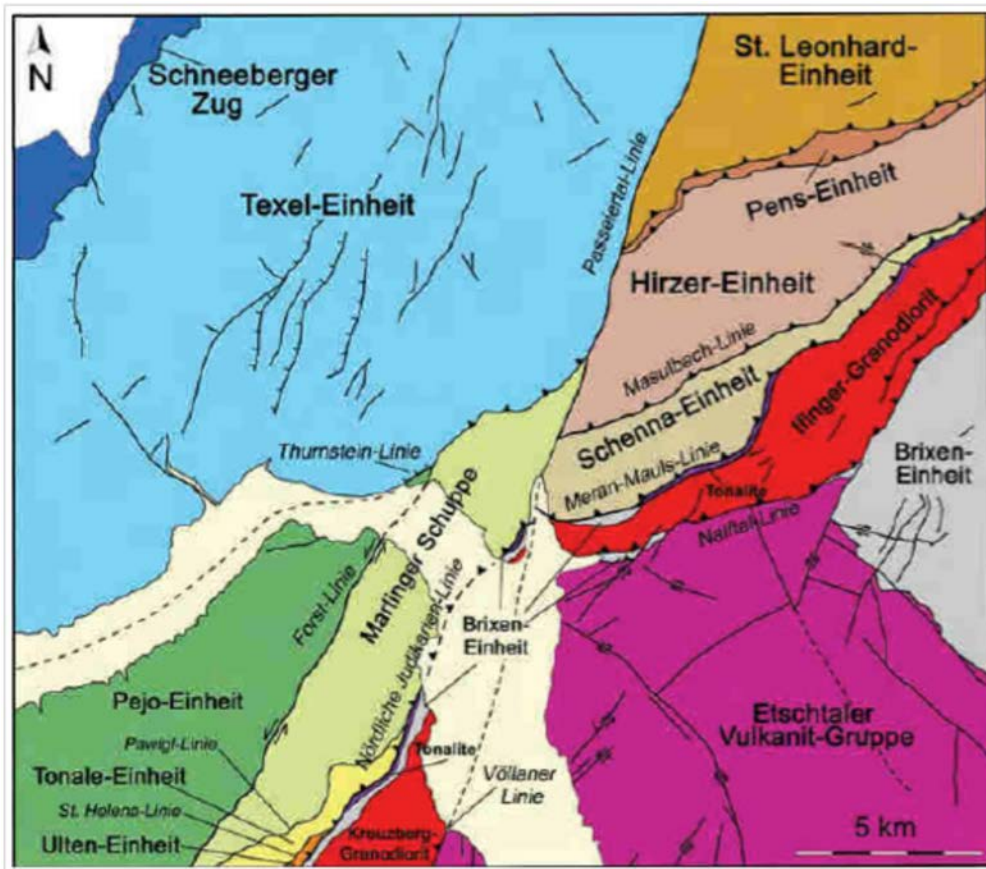 N
Schneeberger
Zug
St. Leonhard-
Einheit
Texel-Einheit
Passeiertal-Linie
Pens-Einheit
Hirzer-Einheit
Masulbach-Linie
Schenna-Einheit
Ifinger-Granodiorit
Thurnstein-Linie
Meran-Mauls-Linie
Tonalite
Brixen-
Einheit
Naiftal-Linie
Marlinger Schuppe
Forst-Linie
Nördliche Judikarien-Linie
Brixen-
Einheit
Pejo-Einheit
Etschtaler
Vulkanit-Gruppe
Pawigl-Linie
Tonalite
Tonale-Einheit
Völlaner
Linie
St. Helena-Linie
Ulten-Einheit
Kreuzberg-
Granodiorit
5 km